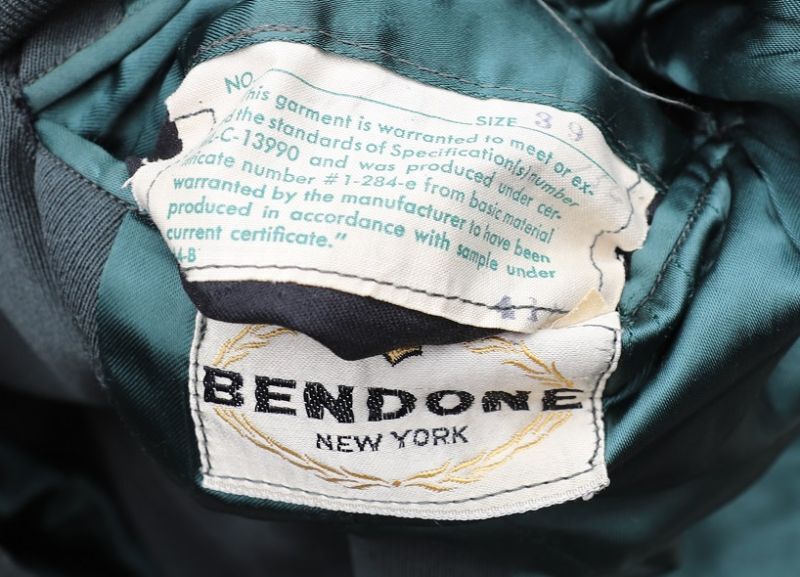 NO. SIZE 39
his garment is warranted to meet or ex-
d the standards of Specification/s/number
-C-13990 and was produced under cer-
icate number #1-284-e from basic material
warranted by the manufacturer to have been
produced in accordance with sample under
current certificate."
-B
BENDONE
NEW YORK